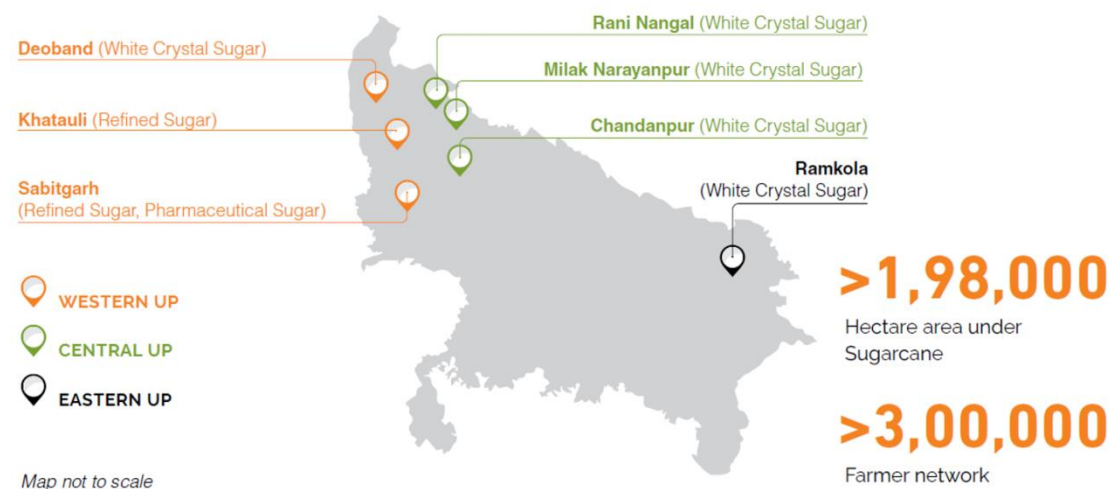 Deoband (White Crystal Sugar)
Khatauli (Refined Sugar)
Sabitgarh
(Refined Sugar, Pharmaceutical Sugar)
Rani Nangal (White Crystal Sugar)
Milak Narayanpur (White Crystal Sugar)
Chandanpur (White Crystal Sugar)
Ramkola
(White Crystal Sugar)
WESTERN UP
CENTRAL UP
EASTERN UP
Map not to scale
>1,98,000
Hectare area under
Sugarcane
>3,00,000
Farmer network